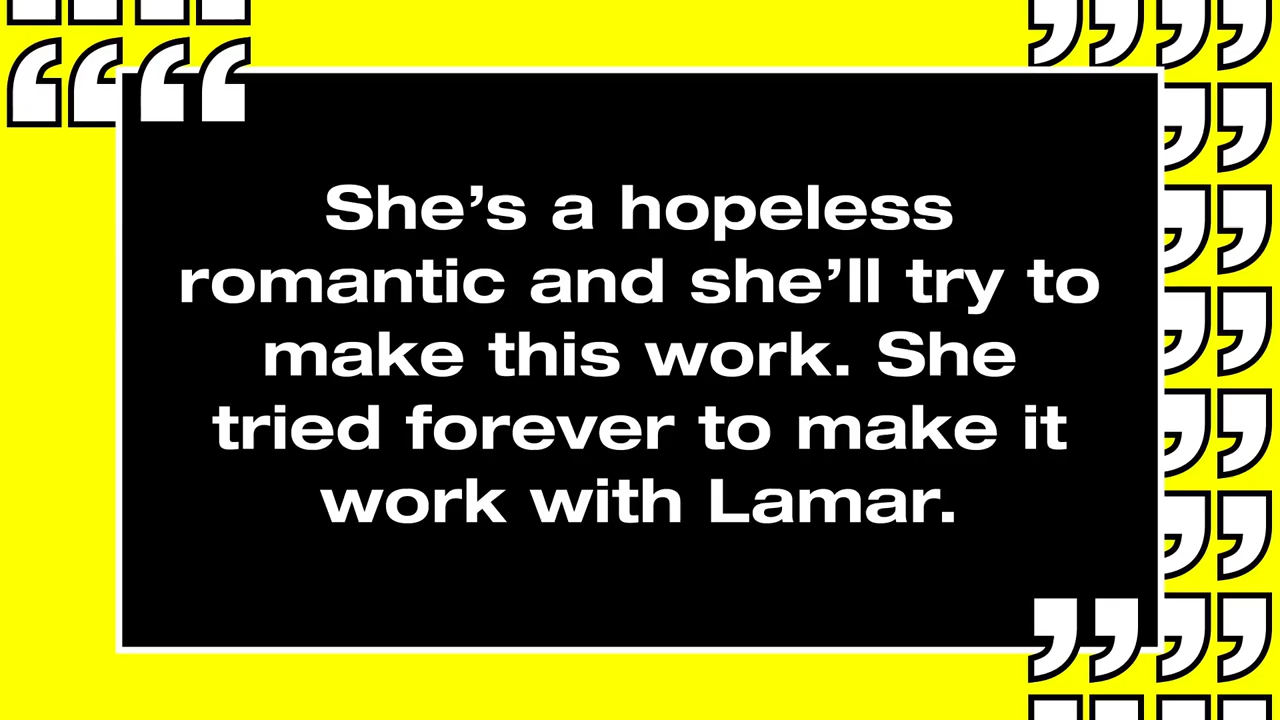 She’s a hopeless
romantic and she’ll try to
make this work. She
tried forever to make it
work with Lamar.